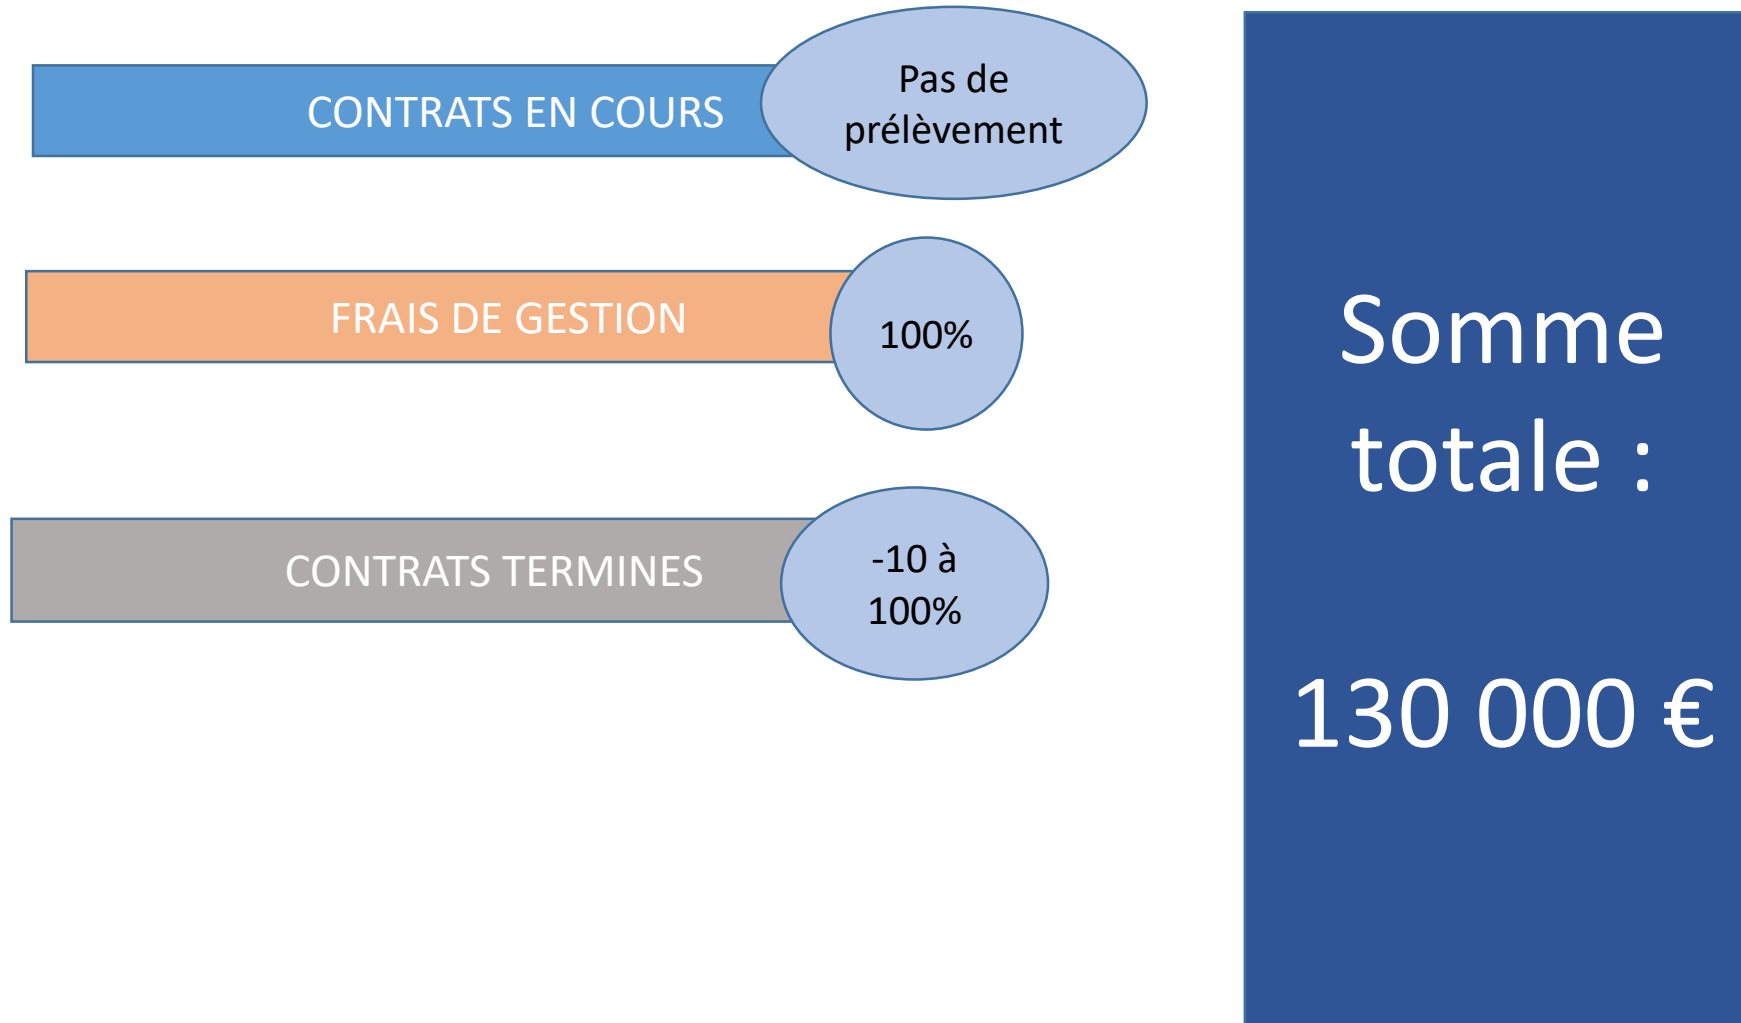 CONTRATS EN COURS
Pas de
prélèvement
FRAIS DE GESTION
100%
CONTRATS TERMINES
-10 à
100%
Somme
totale :
130 000 €